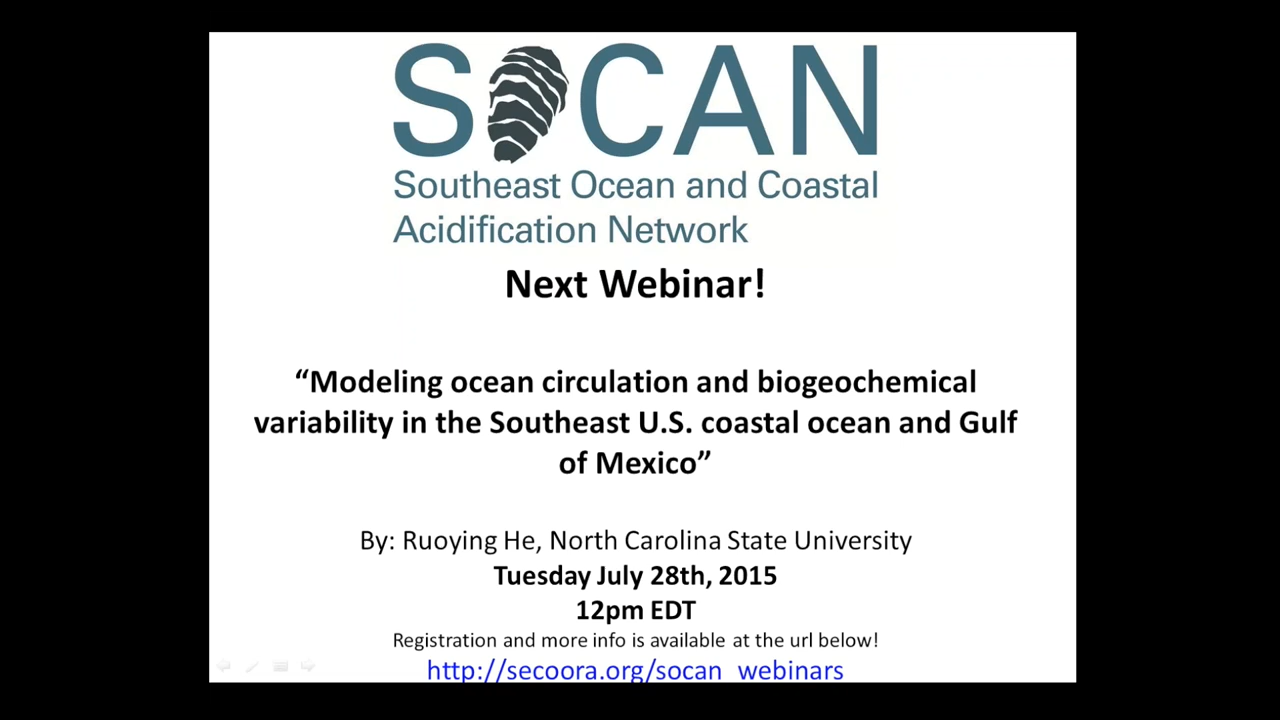 SOCAN
Southeast Ocean and Coastal
Acidification Network
Next Webinar!
“Modeling ocean circulation and biogeochemical
variability in the Southeast U.S. coastal ocean and Gulf
of Mexico”
By: Ruoying He, North Carolina State University
Tuesday July 28th, 2015
12pm EDT
Registration and more info is available at the url below!
http://secoora.org/socan_webinars